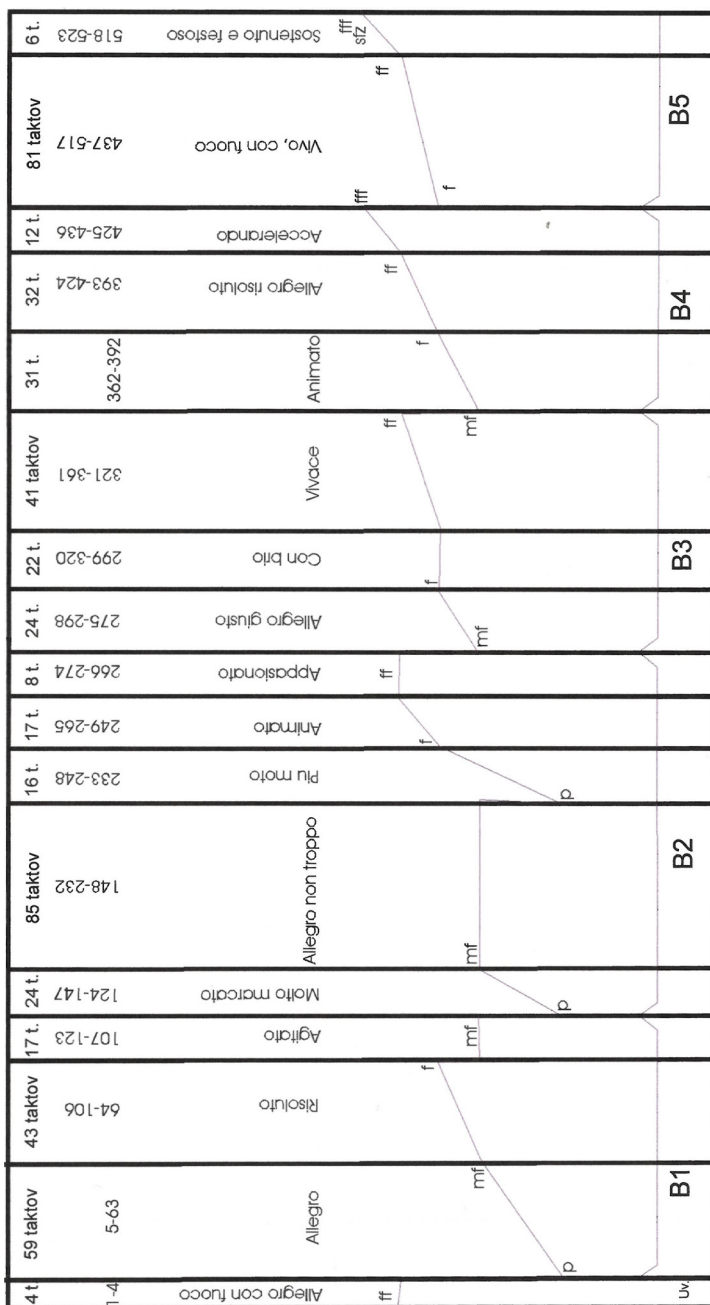 4 t. 59 taktov 43 taktov 17 t. 24 t. 85 taktov 16 t. 17 t. 8 t. 24 t. 22 t. 41 taktov 31 t. 32 t. 12 t. 81 taktov 6 t.
1-4 5-63 64-106 107-123 124-147 148-232 233-248 249-265 266-274 275-298 299-320 321-361 362-392 393-424 425-436 437-517 518-523
Allegro con fuoco Allegro Risoluto Agitato Molto marcato Allegro non troppo Piu moto Animato Appasionato Allegro giusto Con brio Vivace Animato Allegro risoluto Accelerando Vivo, con fuoco Sostenuto e festoso
ff p mf f mf p mf p f ff mf f ff mf f ff fff f ff fff
sfz
Uv. B1 B2 B3 B4 B5